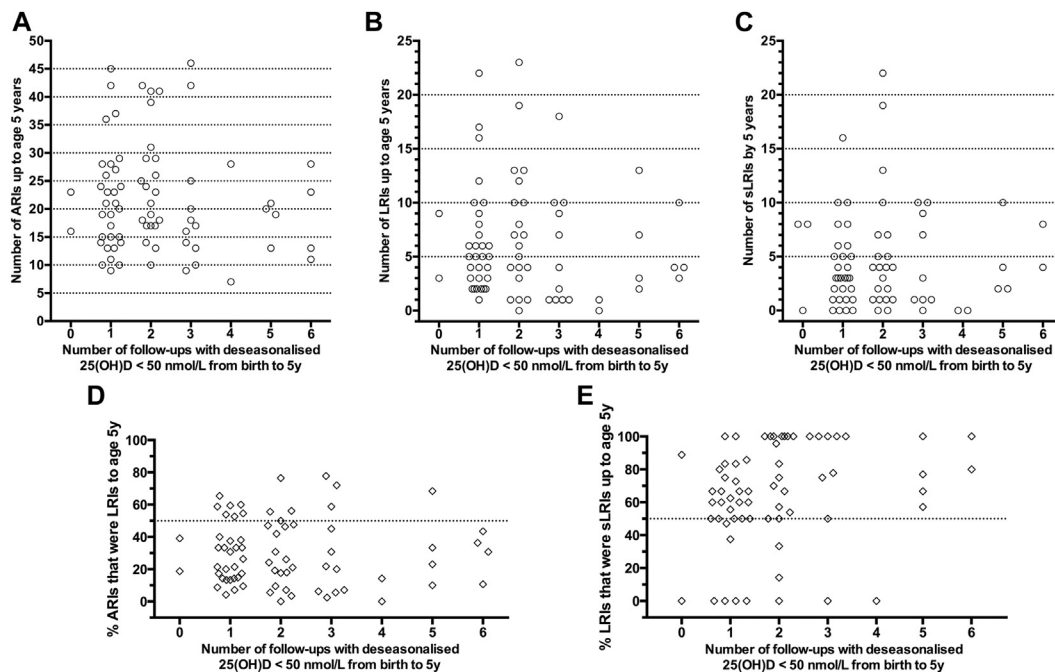 A
Number of ARIs up to age 5 years
50
45
40
35
30
25
20
15
10
5
0
0 1 2 3 4 5 6
Number of follow-ups with deseasonalised
25(OH)D < 50 nmol/L from birth to 5y
B
Number of LRIs up to age 5 years
25
20
15
10
5
0
0 1 2 3 4 5 6
Number of follow-ups with deseasonalised
25(OH)D < 50 nmol/L from birth to 5y
C
Number of sLRIs by 5 years
25
20
15
10
5
0
0 1 2 3 4 5 6
Number of follow-ups with deseasonalised
25(OH)D < 50 nmol/L from birth to 5y
D
% ARIs that were LRIs to age 5y
100
80
60
40
20
0
0 1 2 3 4 5 6
Number of follow-ups with deseasonalised
25(OH)D < 50 nmol/L from birth to 5y
E
% LRIs that were sLRIs up to age 5y
100
80
60
40
20
0
0 1 2 3 4 5 6
Number of follow-ups with deseasonalised
25(OH)D < 50 nmol/L from birth to 5y